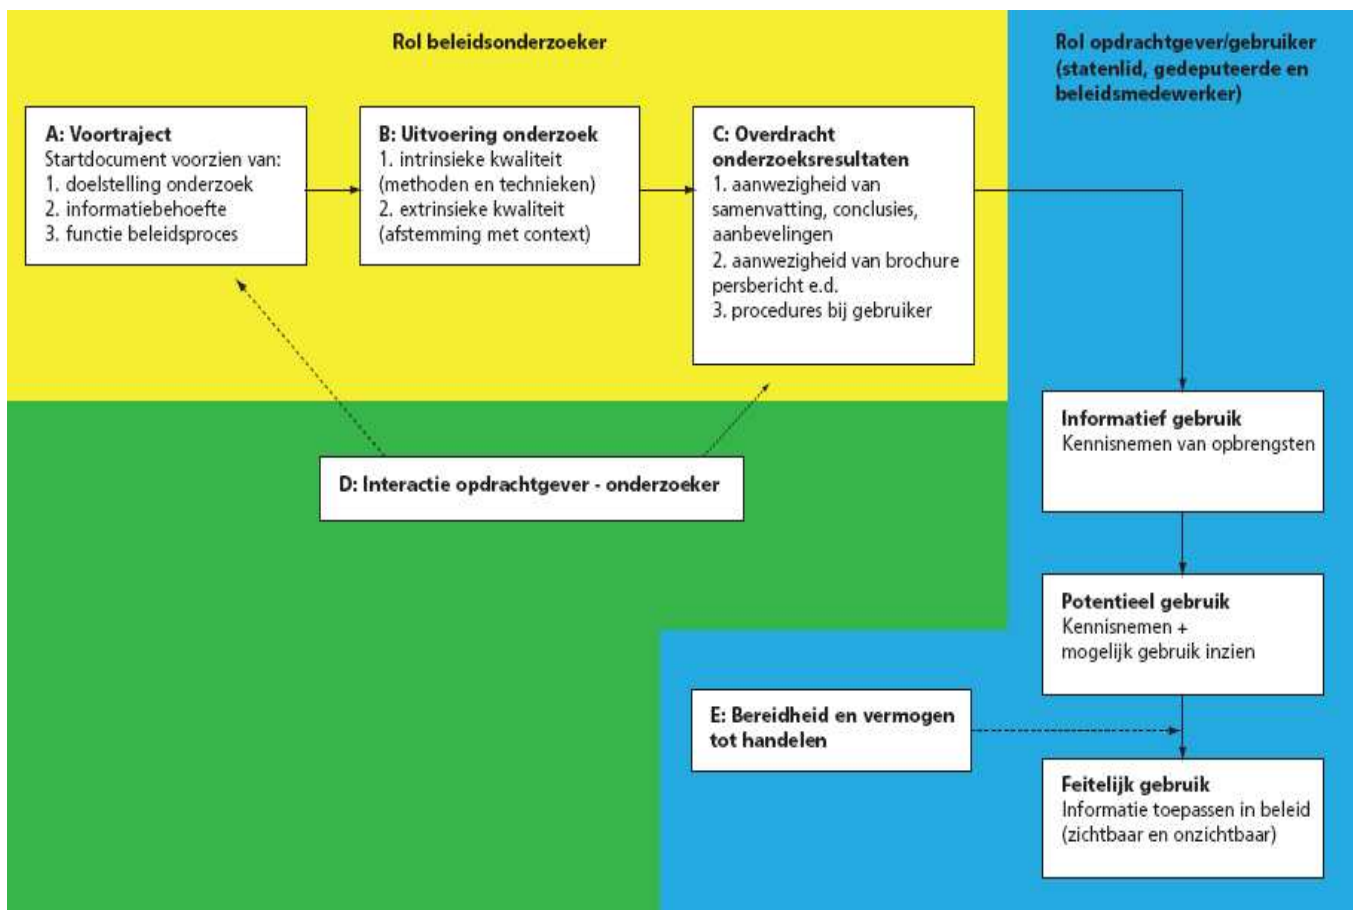 Rol beleidsonderzoeker
Rol opdrachtgever/gebruiker
(statenlid, gedeputeerde en
beleidsmedewerker)
A: Voortraject
Startdocument voorzien van:
1. doelstelling onderzoek
2. informatiebehoefte
3. functie beleidsproces
B: Uitvoering onderzoek
1. intrinsieke kwaliteit
(methoden en technieken)
2. extrinsieke kwaliteit
(afstemming met context)
C: Overdracht
onderzoeksresultaten
1. aanwezigheid van
samenvatting, conclusies,
aanbevelingen
2. aanwezigheid van brochure
persbericht e.d.
3. procedures bij gebruiker
D: Interactie opdrachtgever - onderzoeker
Informatief gebruik
Kennisnemen van opbrengsten
Potentieel gebruik
Kennisnemen +
mogelijk gebruik inzien
E: Bereidheid en vermogen
tot handelen
Feitelijk gebruik
Informatie toepassen in beleid
(zichtbaar en onzichtbaar)